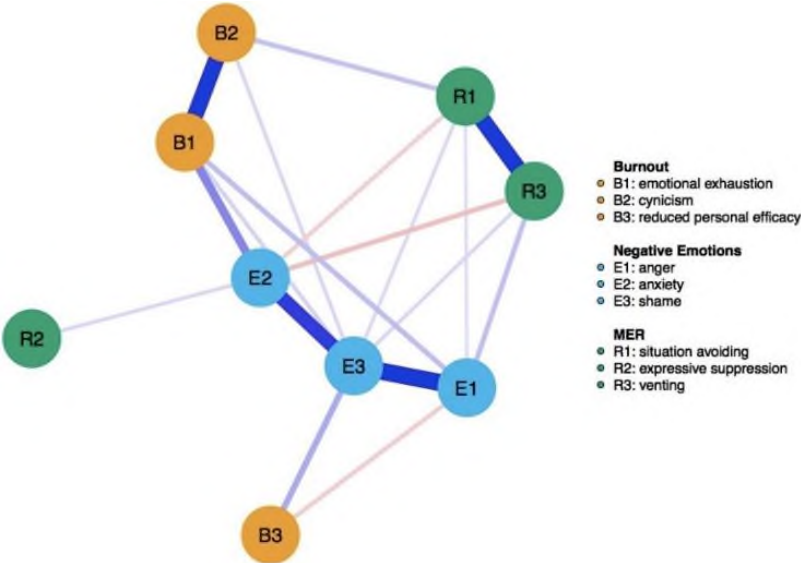 B2
R1
B1
R3
E2
R2
E3
E1
B3
Burnout
B1: emotional exhaustion
B2: cynicism
B3: reduced personal efficacy
Negative Emotions
E1: anger
E2: anxiety
E3: shame
MER
R1: situation avoiding
R2: expressive suppression
R3: venting